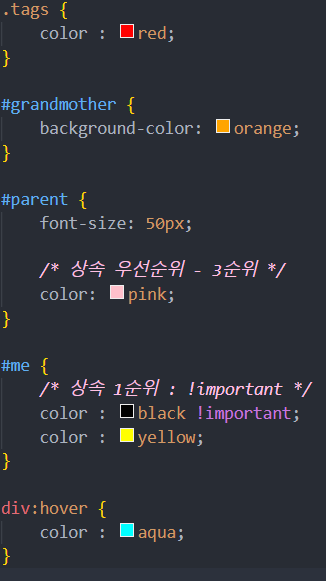 .tags {
    color : red;
}
#grandmother {
    background-color: orange;
}
#parent {
    font-size: 50px;
    /* 상속 우선순위 - 3순위 */
    color: pink;
}
#me {
    /* 상속 1순위 : !important */
    color : black !important;
    color : yellow;
}
div:hover {
    color : aqua;
}